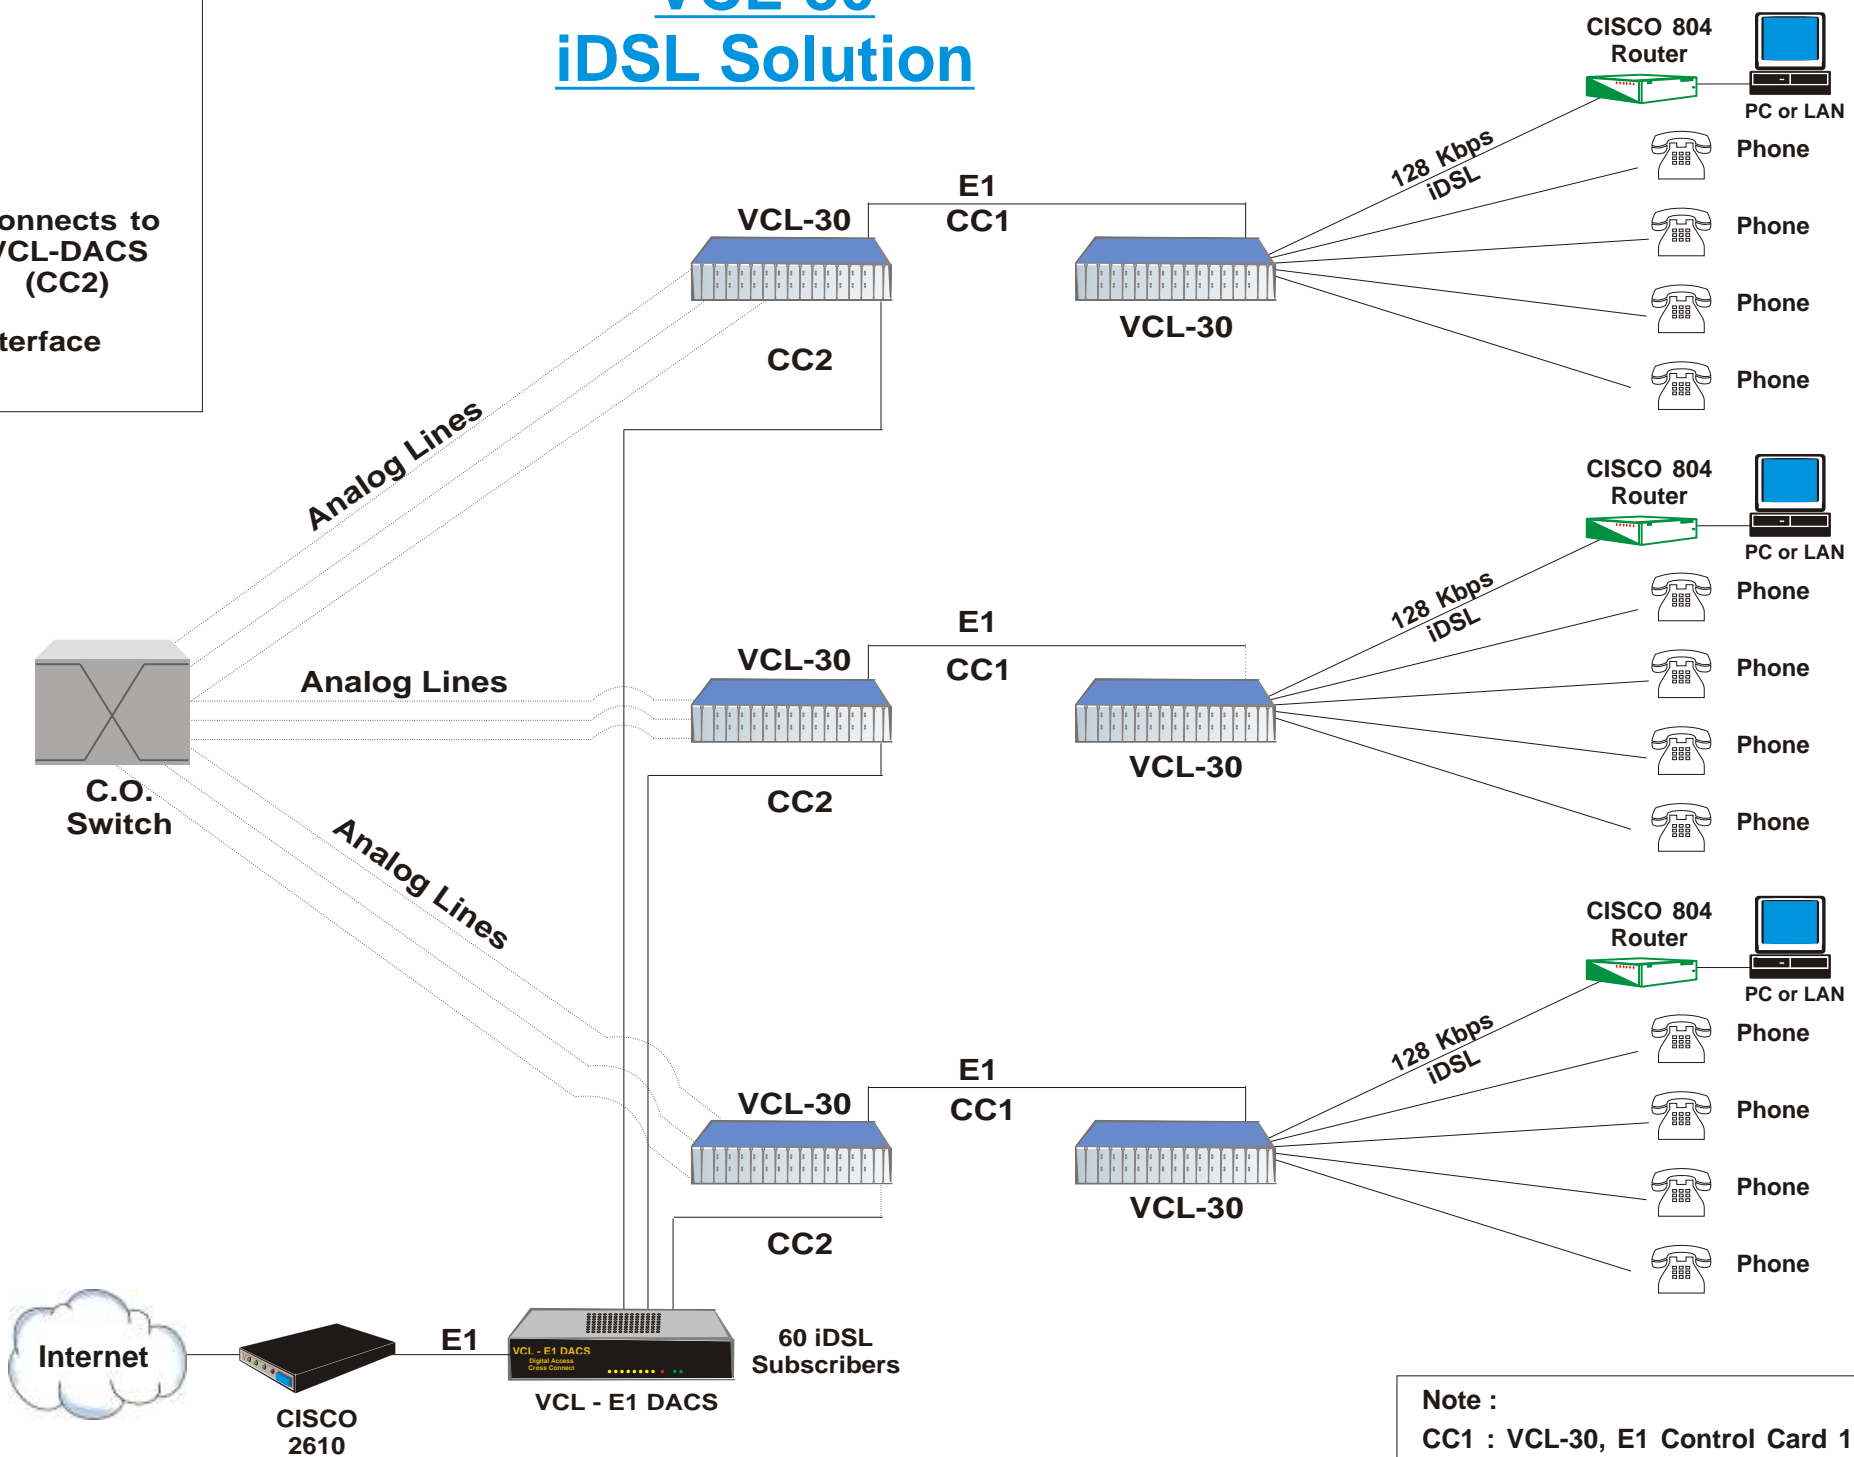 iDSL Solution
onnects to
VCL-DACS
(CC2)
terface
CISCO 804
Router
PC or LAN
128 Kbps
iDSL
Phone
Phone
Phone
Phone
E1
CC1
VCL-30
VCL-30
CC2
Analog Lines
CISCO 804
Router
PC or LAN
128 Kbps
iDSL
Phone
Phone
Phone
Phone
E1
CC1
VCL-30
VCL-30
CC2
Analog Lines
C.O.
Switch
Analog Lines
CISCO 804
Router
PC or LAN
128 Kbps
iDSL
Phone
Phone
Phone
Phone
E1
CC1
VCL-30
VCL-30
CC2
Internet
CISCO
2610
E1
VCL - E1 DACS
Digital Access
Cross Connect
VCL - E1 DACS
60 iDSL
Subscribers
Note :
CC1 : VCL-30, E1 Control Card 1